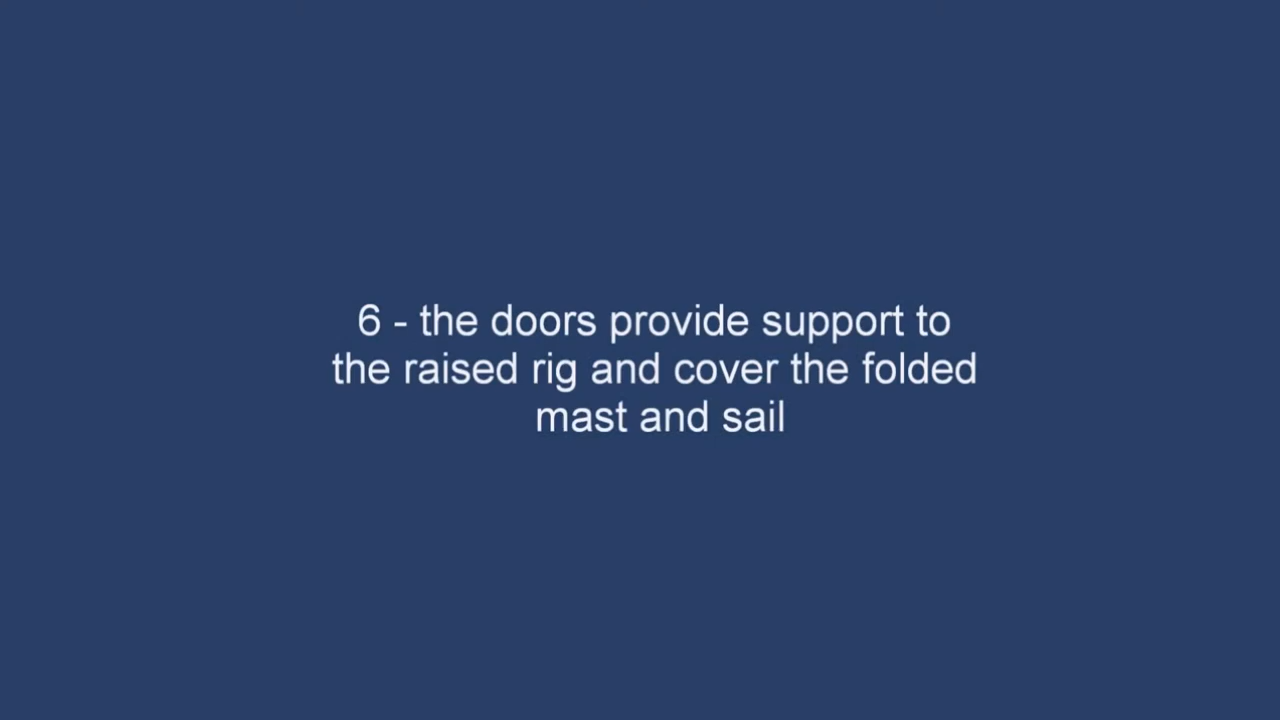 6 - the doors provide support to
the raised rig and cover the folded
mast and sail